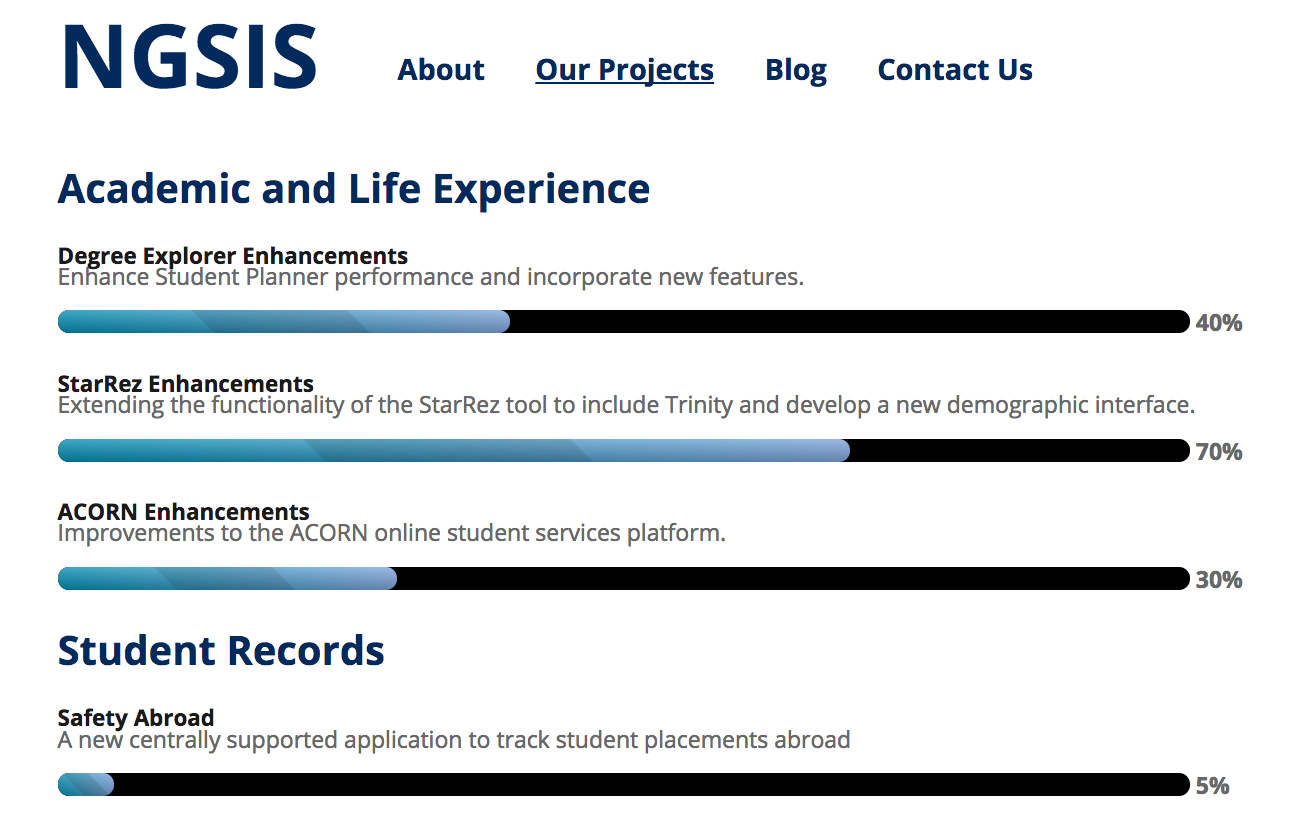 NGSIS About Our Projects Blog Contact Us
Academic and Life Experience
Degree Explorer Enhancements
Enhance Student Planner performance and incorporate new features.
40%
StarRez Enhancements
Extending the functionality of the StarRez tool to include Trinity and develop a new demographic interface.
70%
ACORN Enhancements
Improvements to the ACORN online student services platform.
30%
Student Records
Safety Abroad
A new centrally supported application to track student placements abroad
5%